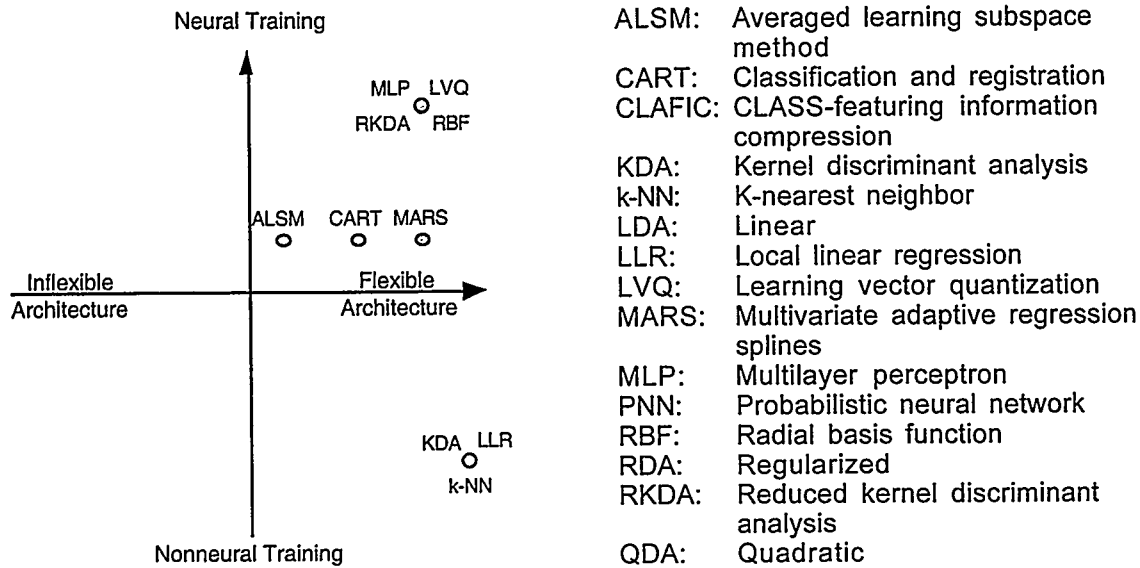 Neural Training
MLP LVQ
RKDA RBF
ALSM CART MARS
Inflexible
Architecture
Flexible
Architecture
KDA LLR
k-NN
Nonneural Training
ALSM: Averaged learning subspace
method
CART: Classification and registration
CLAFIC: CLASS-featuring information
compression
KDA: Kernel discriminant analysis
k-NN: K-nearest neighbor
LDA: Linear
LLR: Local linear regression
LVQ: Learning vector quantization
MARS: Multivariate adaptive regression
splines
MLP: Multilayer perceptron
PNN: Probabilistic neural network
RBF: Radial basis function
RDA: Regularized
RKDA: Reduced kernel discriminant
analysis
QDA: Quadratic